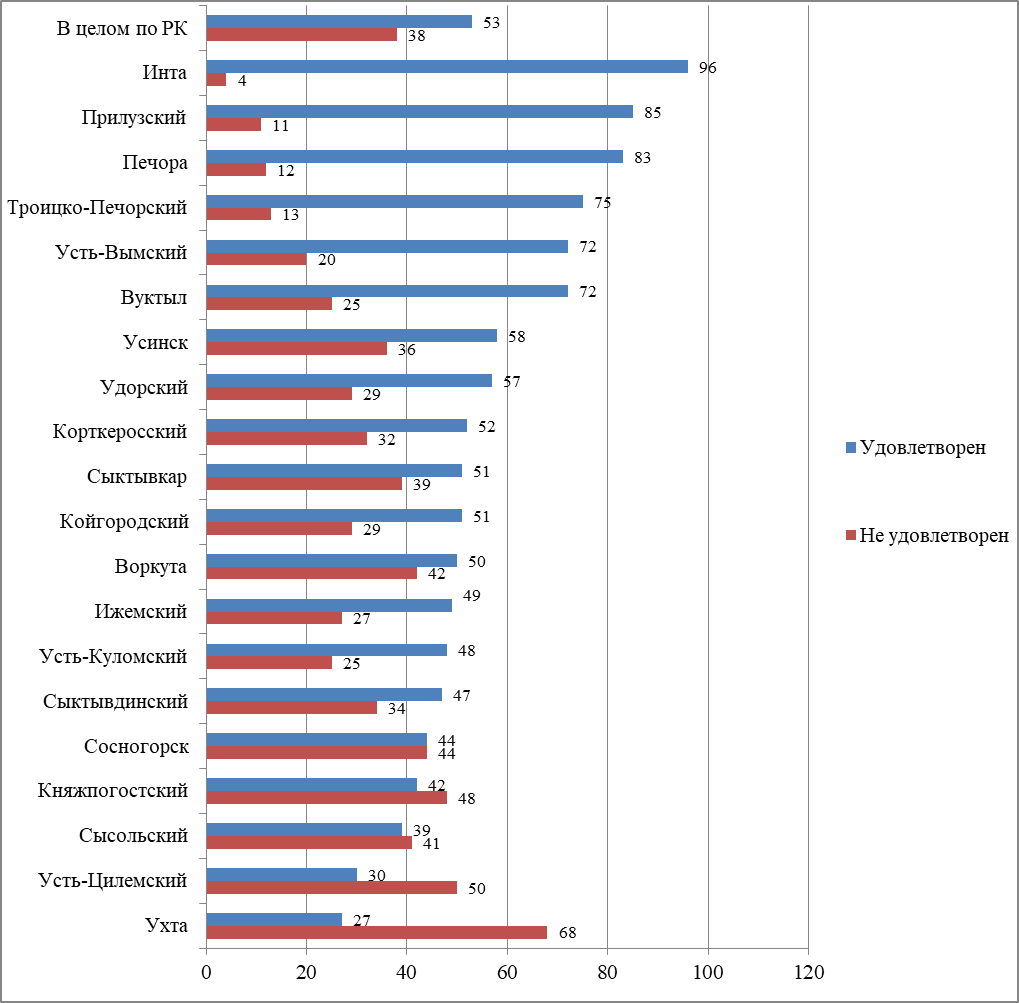 В целом по РК
53
38
Инта
96
4
Прилузский
85
11
Печора
83
12
Троицко-Печорский
75
13
Усть-Вымский
72
20
Вуктыл
72
25
Усинск
58
36
Удорский
57
29
Корткеросский
52
32
Сыктывкар
51
39
Койгородский
51
29
Воркута
50
42
Ижемский
49
27
Усть-Куломский
48
25
Сыктывдинский
47
34
Сосногорск
44
44
Княжпогостский
42
48
Сысольский
39
41
Усть-Цилемский
30
50
Ухта
27
68
0 20 40 60 80 100 120
Удовлетворен
Не удовлетворен